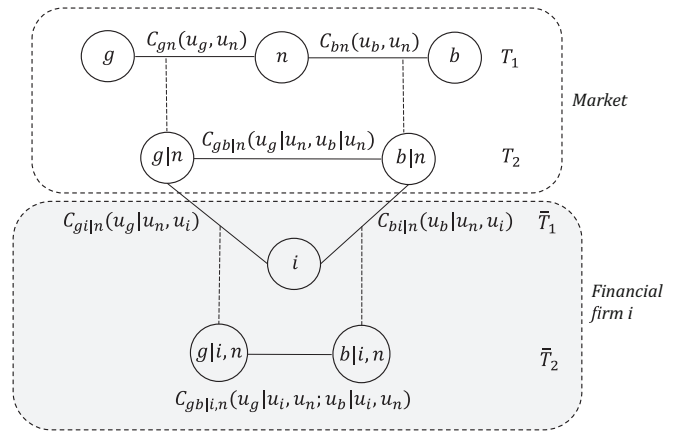 C_{gn}(u_g, u_n) C_{bn}(u_b, u_n)
g n b T_1
Market
C_{gb|n}(u_g|u_n, u_b|u_n)
g|n b|n T_2
C_{gi|n}(u_g|u_n, u_i) C_{bi|n}(u_b|u_n, u_i) T̄_1
i
Financial
firm i
g|i, n b|i, n T̄_2
C_{gb|i,n}(u_g|u_i, u_n; u_b|u_i, u_n)